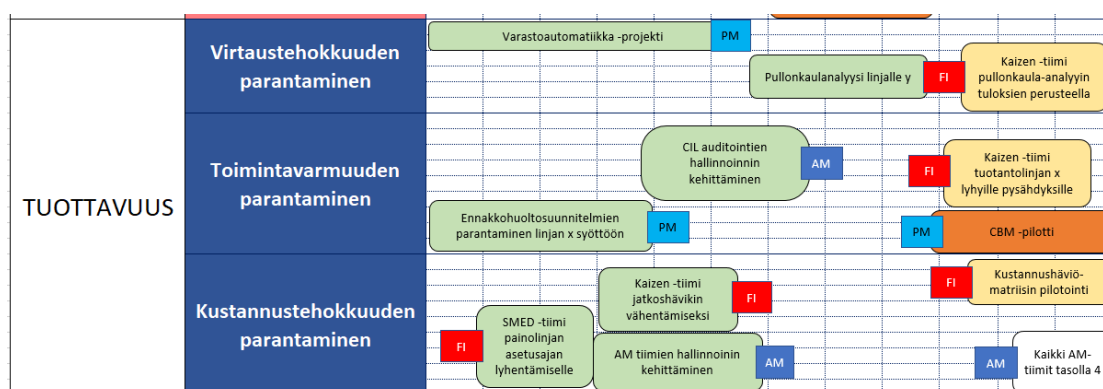 TUOTTAVUUS
Virtaustehokkuuden
parantaminen
Varastoautomatiikka -projekti
PM
Pullonkaulanalyysi linjalle y
FI
Kaizen -tiimi
pullonkaula-analyyin
tuloksien perusteella
Toimintavarmuuden
parantaminen
CIL auditointien
hallinnoinnin
kehittäminen
AM
FI
Kaizen -tiimi
tuotantolinjan x
lyhyille pysähdyksille
Ennakkohuoltosuunnitelmien
parantaminen linjan x syöttöön
PM
PM
CBM -pilotti
Kustannustehokkuuden
parantaminen
FI
SMED -tiimi
painolinjan
asetusajan
lyhentämiselle
Kaizen -tiimi
jatkoshävikin
vähentämiseksi
FI
AM tiimien hallinnoinin
kehittäminen
AM
FI
Kustannushäviö-
matriisin pilotointi
AM
Kaikki AM-
tiimit tasolla 4